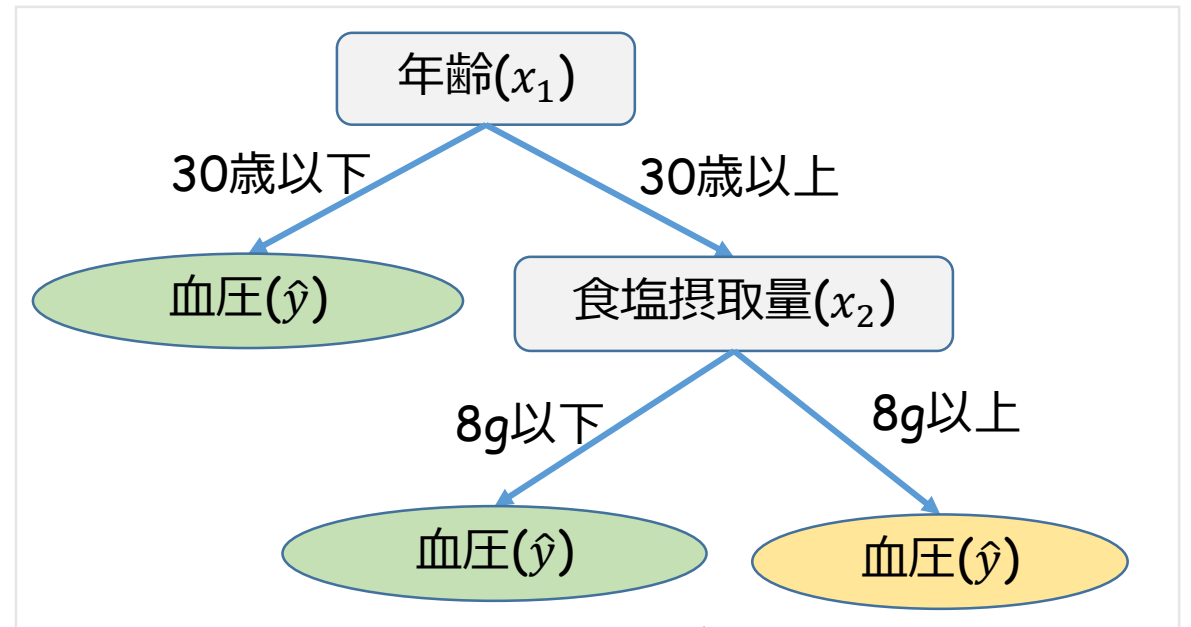 年齢(x₁)
30歳以下
30歳以上
血圧(ŷ)
食塩摂取量(x₂)
8g以下
8g以上
血圧(ŷ)
血圧(ŷ)